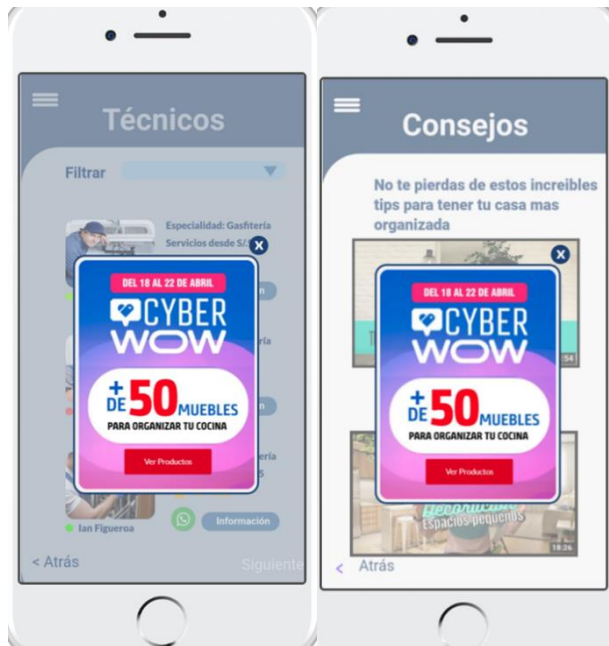 Técnicos
Filtrar
Especialidad: Gasfitería
Servicios desde S/.
X
DEL 18 AL 22 DE ABRIL
CYBER
WOW
+
DE 50 MUEBLES
PARA ORGANIZAR TU COCINA
Ver Productos
Ian Figueroa
Información
< Atrás
Siguiente
Consejos
No te pierdas de estos increibles
tips para tener tu casa mas
organizada
X
DEL 18 AL 22 DE ABRIL
CYBER
WOW
+
DE 50 MUEBLES
PARA ORGANIZAR TU COCINA
Ver Productos
Decoración
Espacios pequeños
18:26
< Atrás